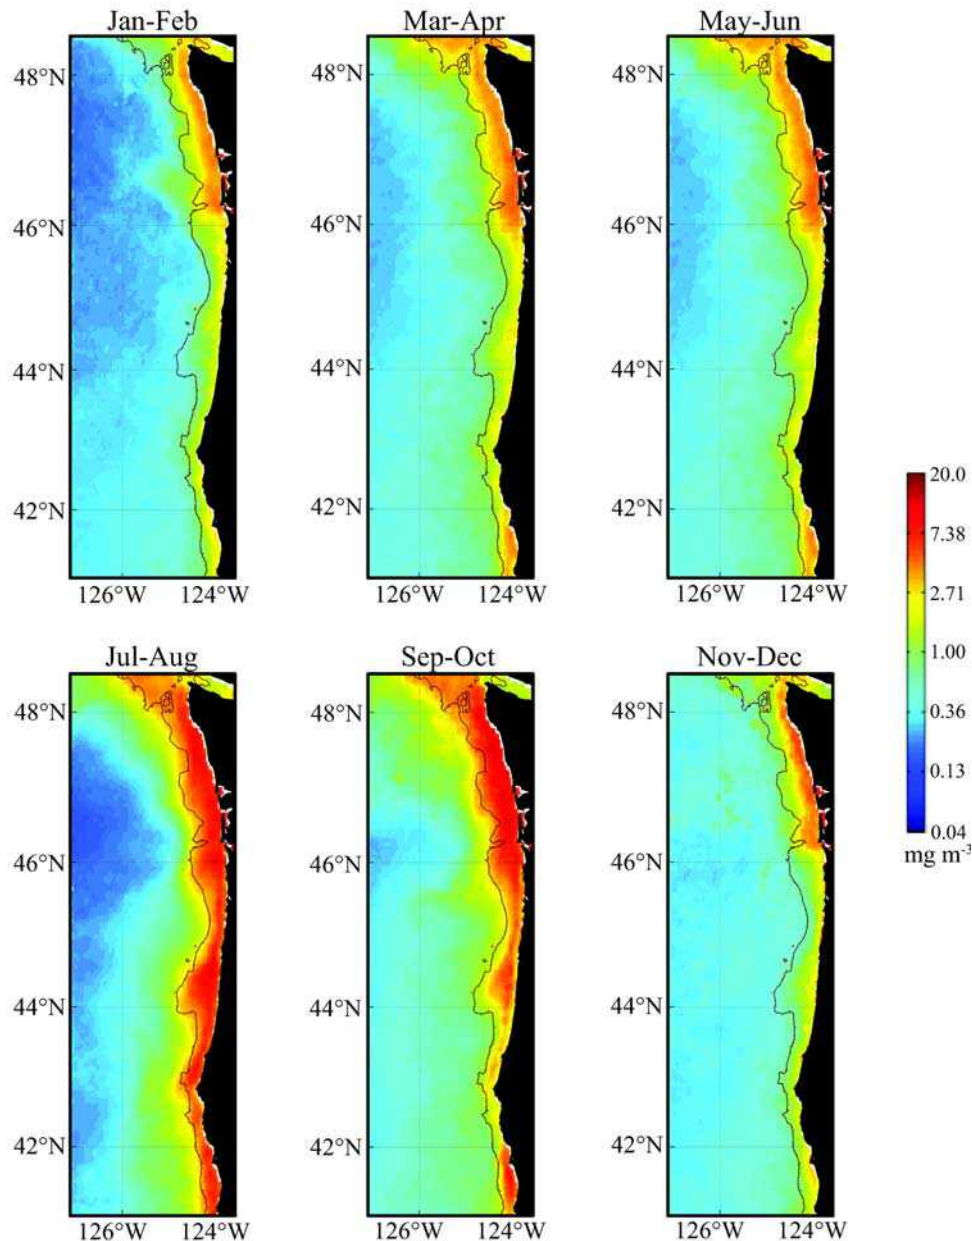 Jan-Feb Mar-Apr May-Jun
48°N 48°N 48°N
46°N 46°N 46°N
44°N 44°N 44°N
42°N 42°N 42°N
126°W 124°W 126°W 124°W 126°W 124°W
20.0
7.38
2.71
1.00
0.36
0.13
0.04
mg m-3
Jul-Aug Sep-Oct Nov-Dec
48°N 48°N 48°N
46°N 46°N 46°N
44°N 44°N 44°N
42°N 42°N 42°N
126°W 124°W 126°W 124°W 126°W 124°W